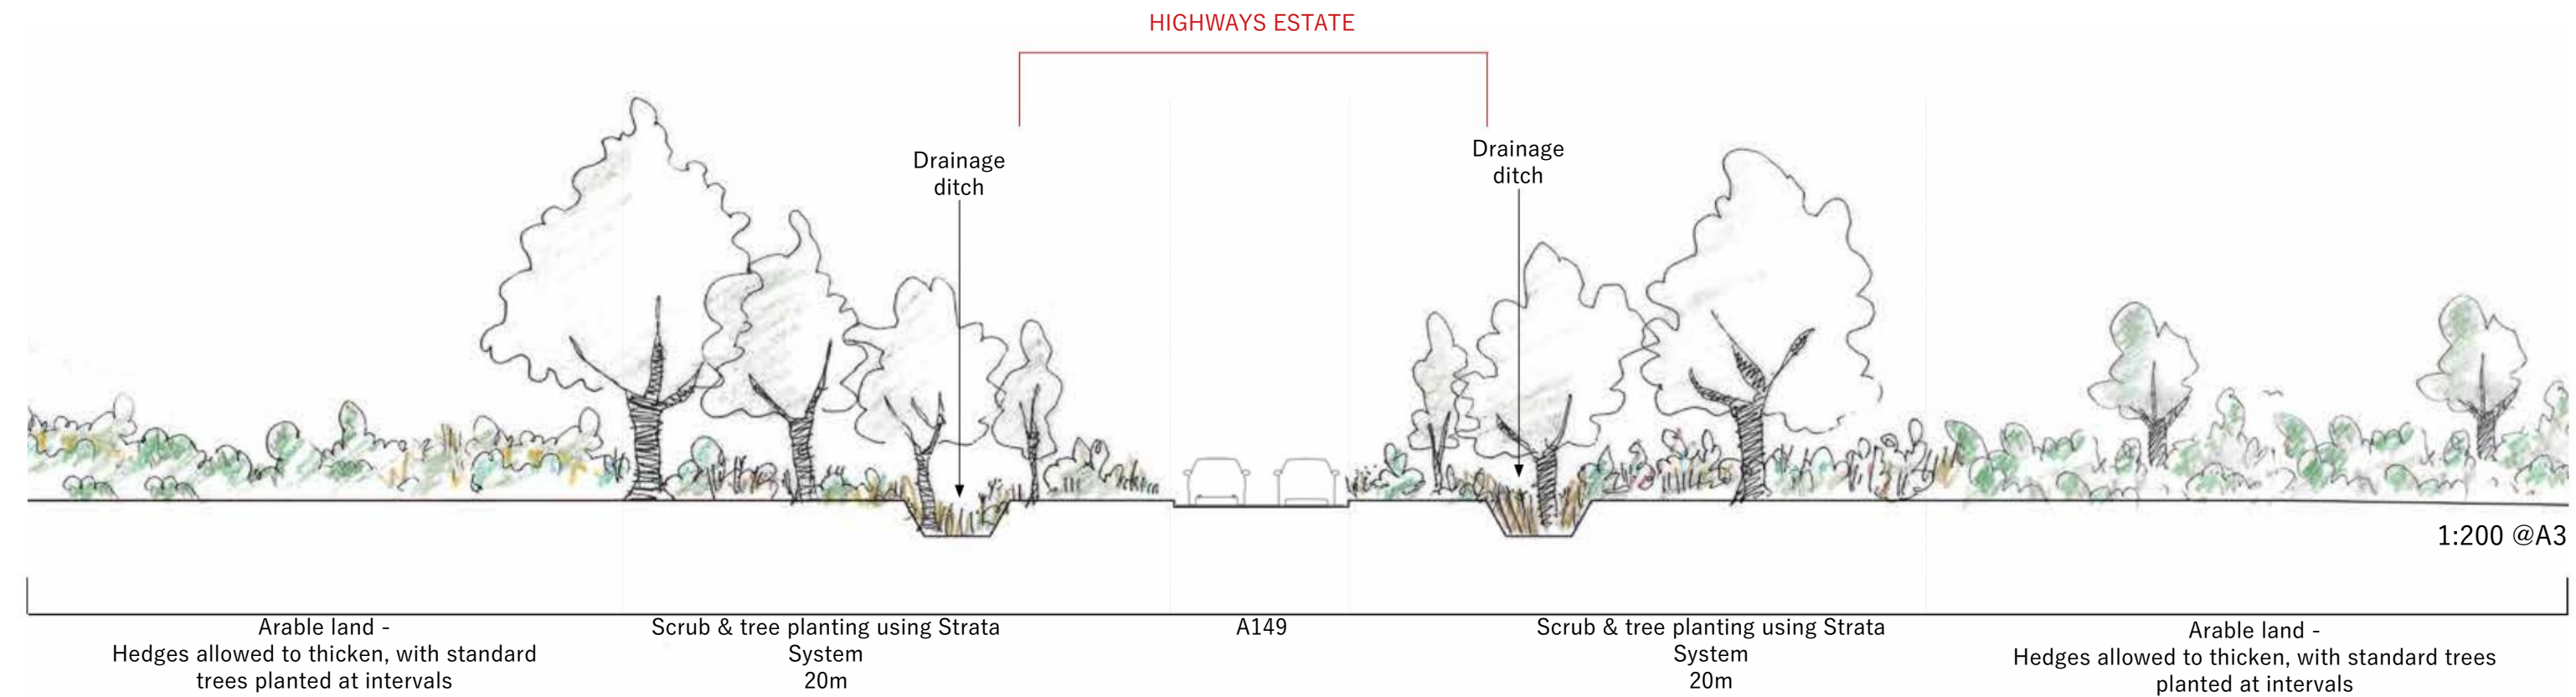 HIGHWAYS ESTATE
Drainage
ditch
Drainage
ditch
1:200 @A3
Arable land -
Hedges allowed to thicken, with standard
trees planted at intervals
Scrub & tree planting using Strata
System
20m
A149
Scrub & tree planting using Strata
System
20m
Arable land -
Hedges allowed to thicken, with standard trees
planted at intervals